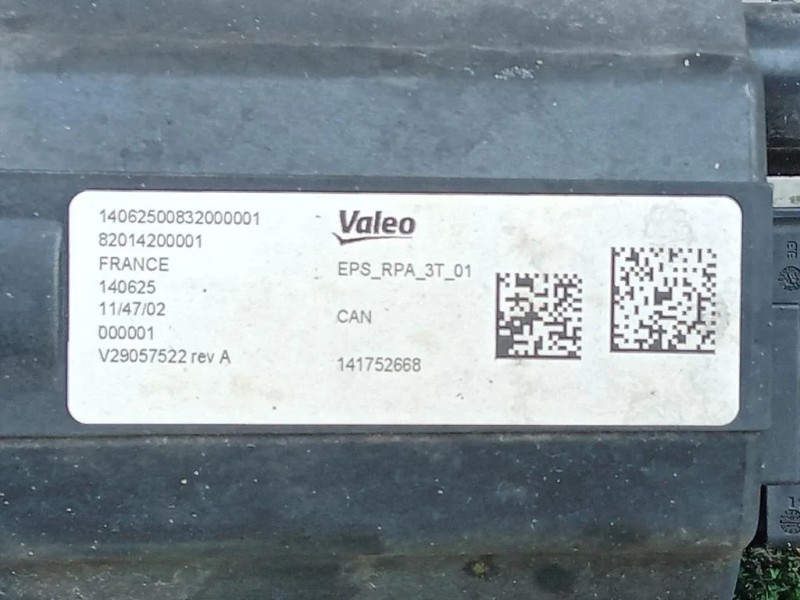 14062500832000001
82014200001
FRANCE
140625
11/47/02
000001
V29057522 rev A
Valeo
EPS_RPA_3T_01
CAN
141752668